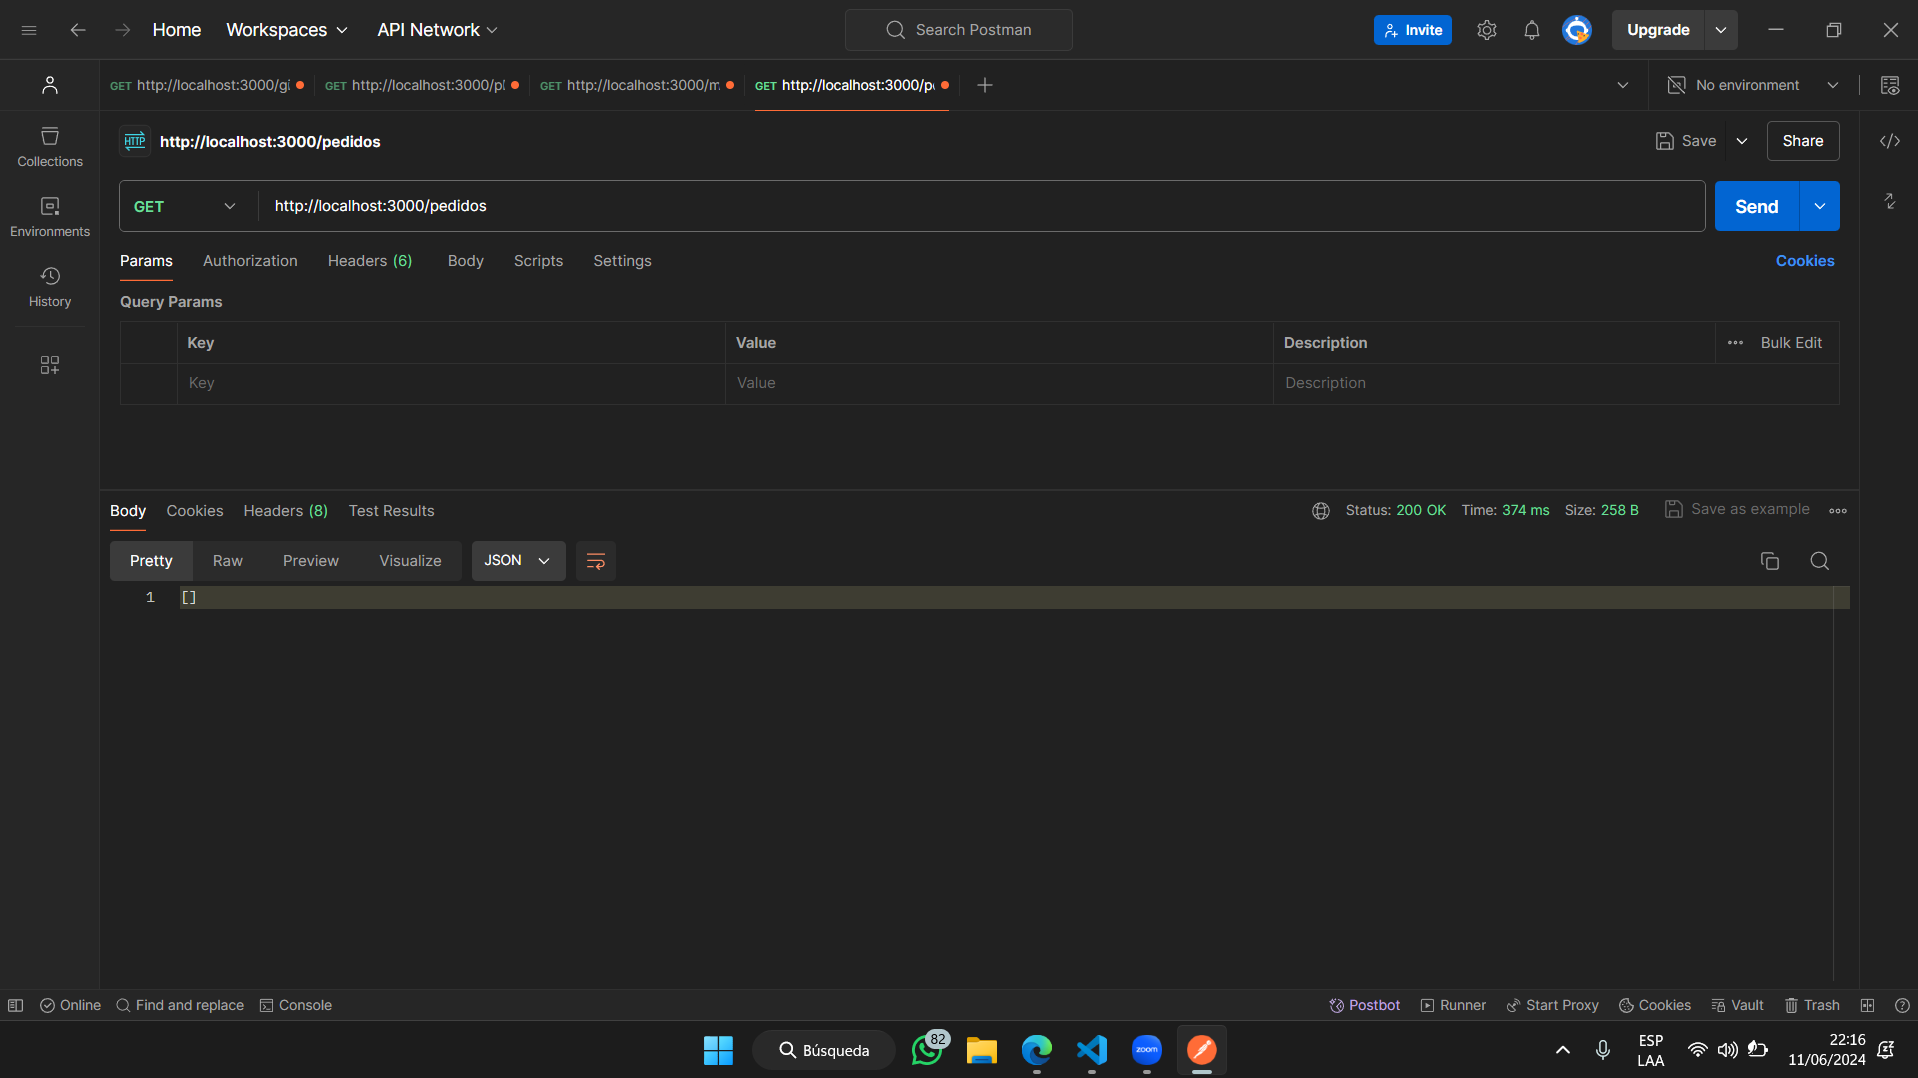 Home Workspaces API Network Search Postman Invite Upgrade
GET http://localhost:3000/gi GET http://localhost:3000/pl GET http://localhost:3000/m GET http://localhost:3000/pe No environment
HTTP http://localhost:3000/pedidos Save Share
Collections
GET http://localhost:3000/pedidos Send
Environments
Params Authorization Headers (6) Body Scripts Settings Cookies
History
Query Params
Key Value Description Bulk Edit
Key Value Description
Body Cookies Headers (8) Test Results Status: 200 OK Time: 374 ms Size: 258 B Save as example
Pretty Raw Preview Visualize JSON
1 []
Online Find and replace Console Postbot Runner Start Proxy Cookies Vault Trash
Búsqueda 82 zoom ESP LAA 22:16
11/06/2024